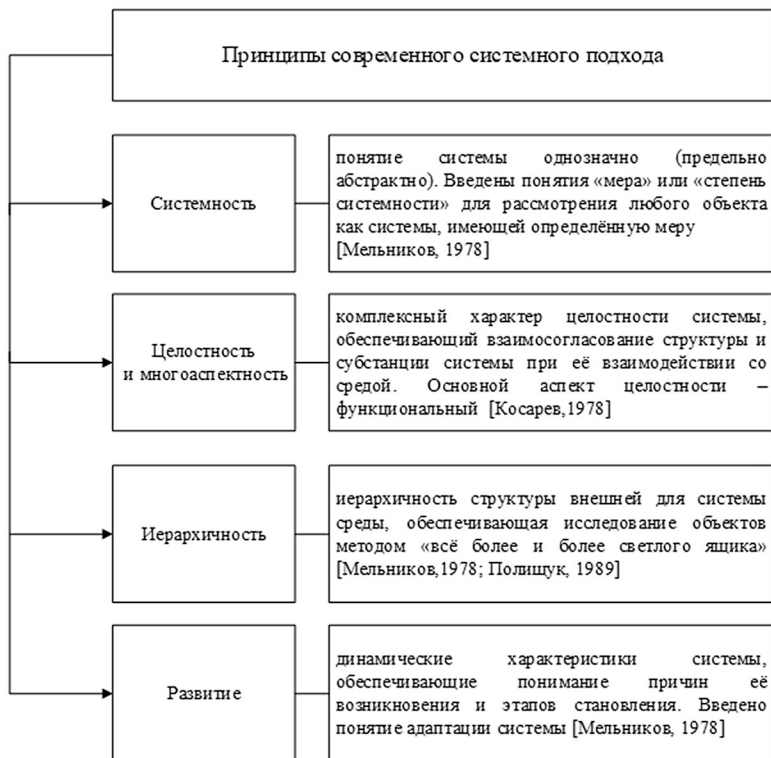 Принципы современного системного подхода
Системность
понятие системы однозначно (предельно
абстрактно). Введены понятия «мера» или «степень
системности» для рассмотрения любого объекта
как системы, имеющей определённую меру
[Мельников, 1978]
Целостность
и многоаспектность
комплексный характер целостности системы,
обеспечивающий взаимосогласование структуры и
субстанции системы при её взаимодействии со
средой. Основной аспект целостности –
функциональный [Косарев,1978]
Иерархичность
иерархичность структуры внешней для системы
среды, обеспечивающая исследование объектов
методом «всё более и более светлого ящика»
[Мельников,1978; Полищук, 1989]
Развитие
динамические характеристики системы,
обеспечивающие понимание причин её
возникновения и этапов становления. Введено
понятие адаптации системы [Мельников, 1978]